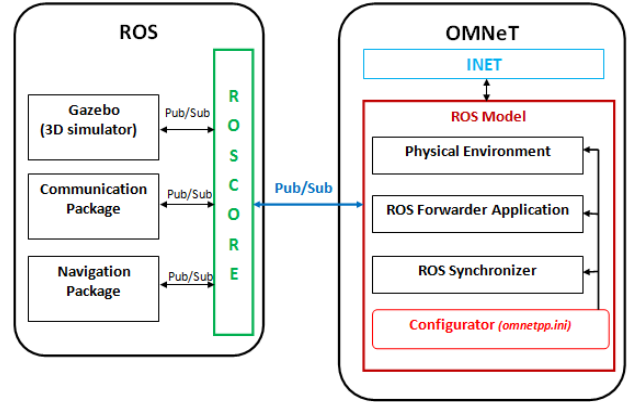 ROS
Gazebo
(3D simulator)
Pub/Sub
Communication
Package
Pub/Sub
Navigation
Package
Pub/Sub
R
O
S
C
O
R
E
Pub/Sub
OMNeT
INET
ROS Model
Physical Environment
ROS Forwarder Application
ROS Synchronizer
Configurator (omnetpp.ini)